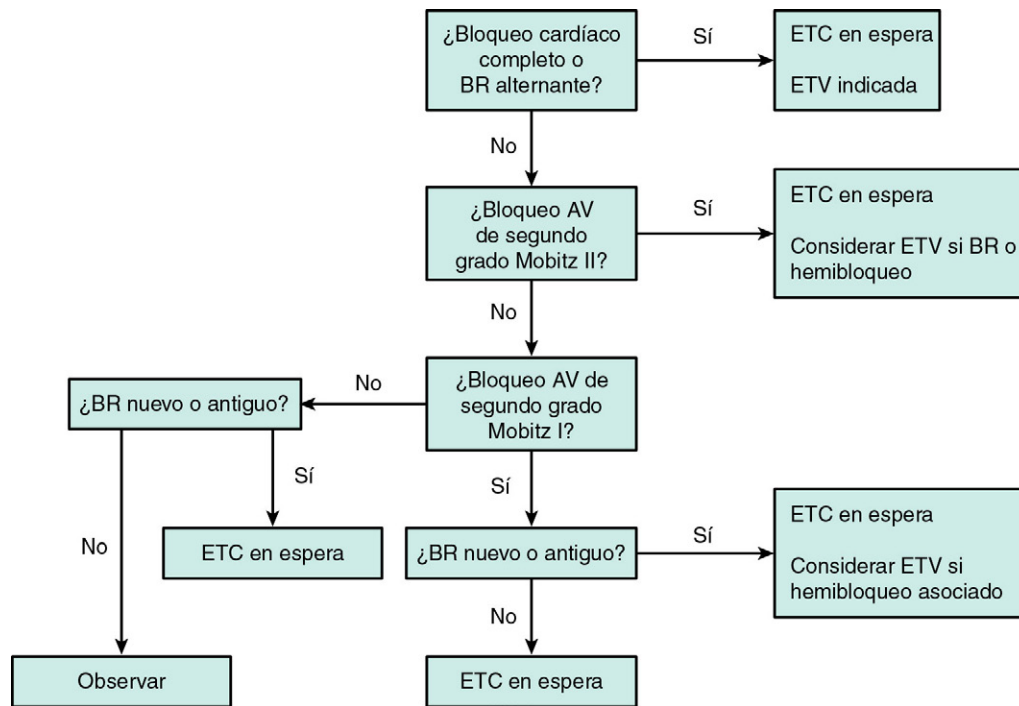 ¿Bloqueo cardíaco
completo o
BR alternante?
Sí
ETC en espera
ETV indicada
No
¿Bloqueo AV
de segundo
grado Mobitz II?
Sí
ETC en espera
Considerar ETV si BR o
hemibloqueo
No
¿Bloqueo AV de
segundo grado
Mobitz I?
No
¿BR nuevo o antiguo?
Sí
ETC en espera
No
Observar
Sí
¿BR nuevo o antiguo?
Sí
ETC en espera
Considerar ETV si
hemibloqueo asociado
No
ETC en espera